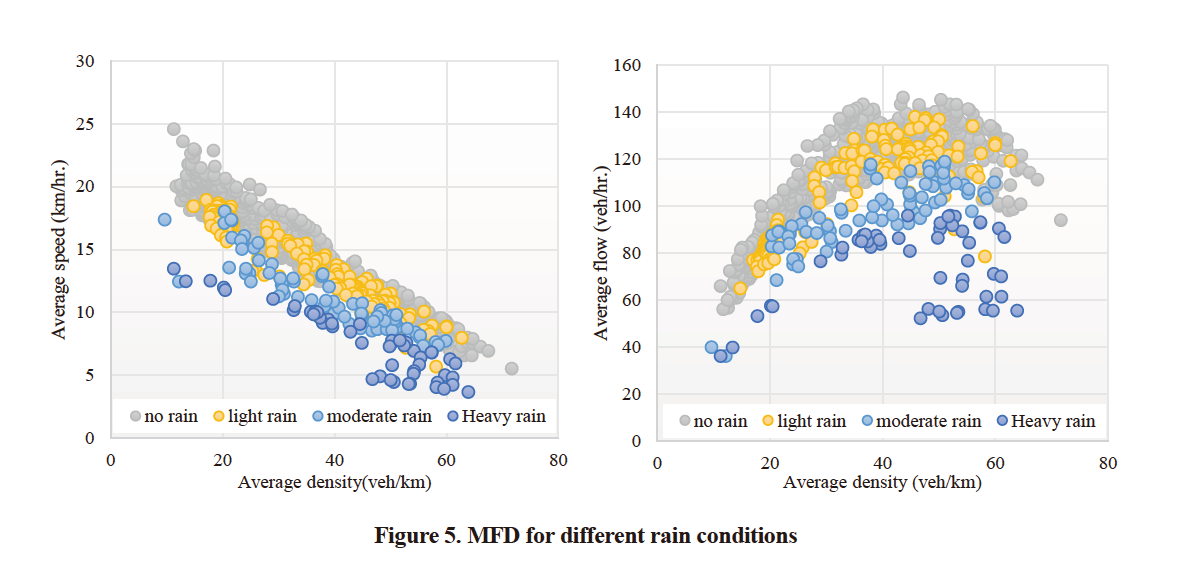 30
25
20
15
10
5
0
Average speed (km/hr.)
no rain
light rain
moderate rain
Heavy rain
0 20 40 60 80
Average density(veh/km)
160
140
120
100
80
60
40
20
0
Average flow (veh/hr.)
no rain
light rain
moderate rain
Heavy rain
0 20 40 60 80
Average density (veh/km)
Figure 5. MFD for different rain conditions